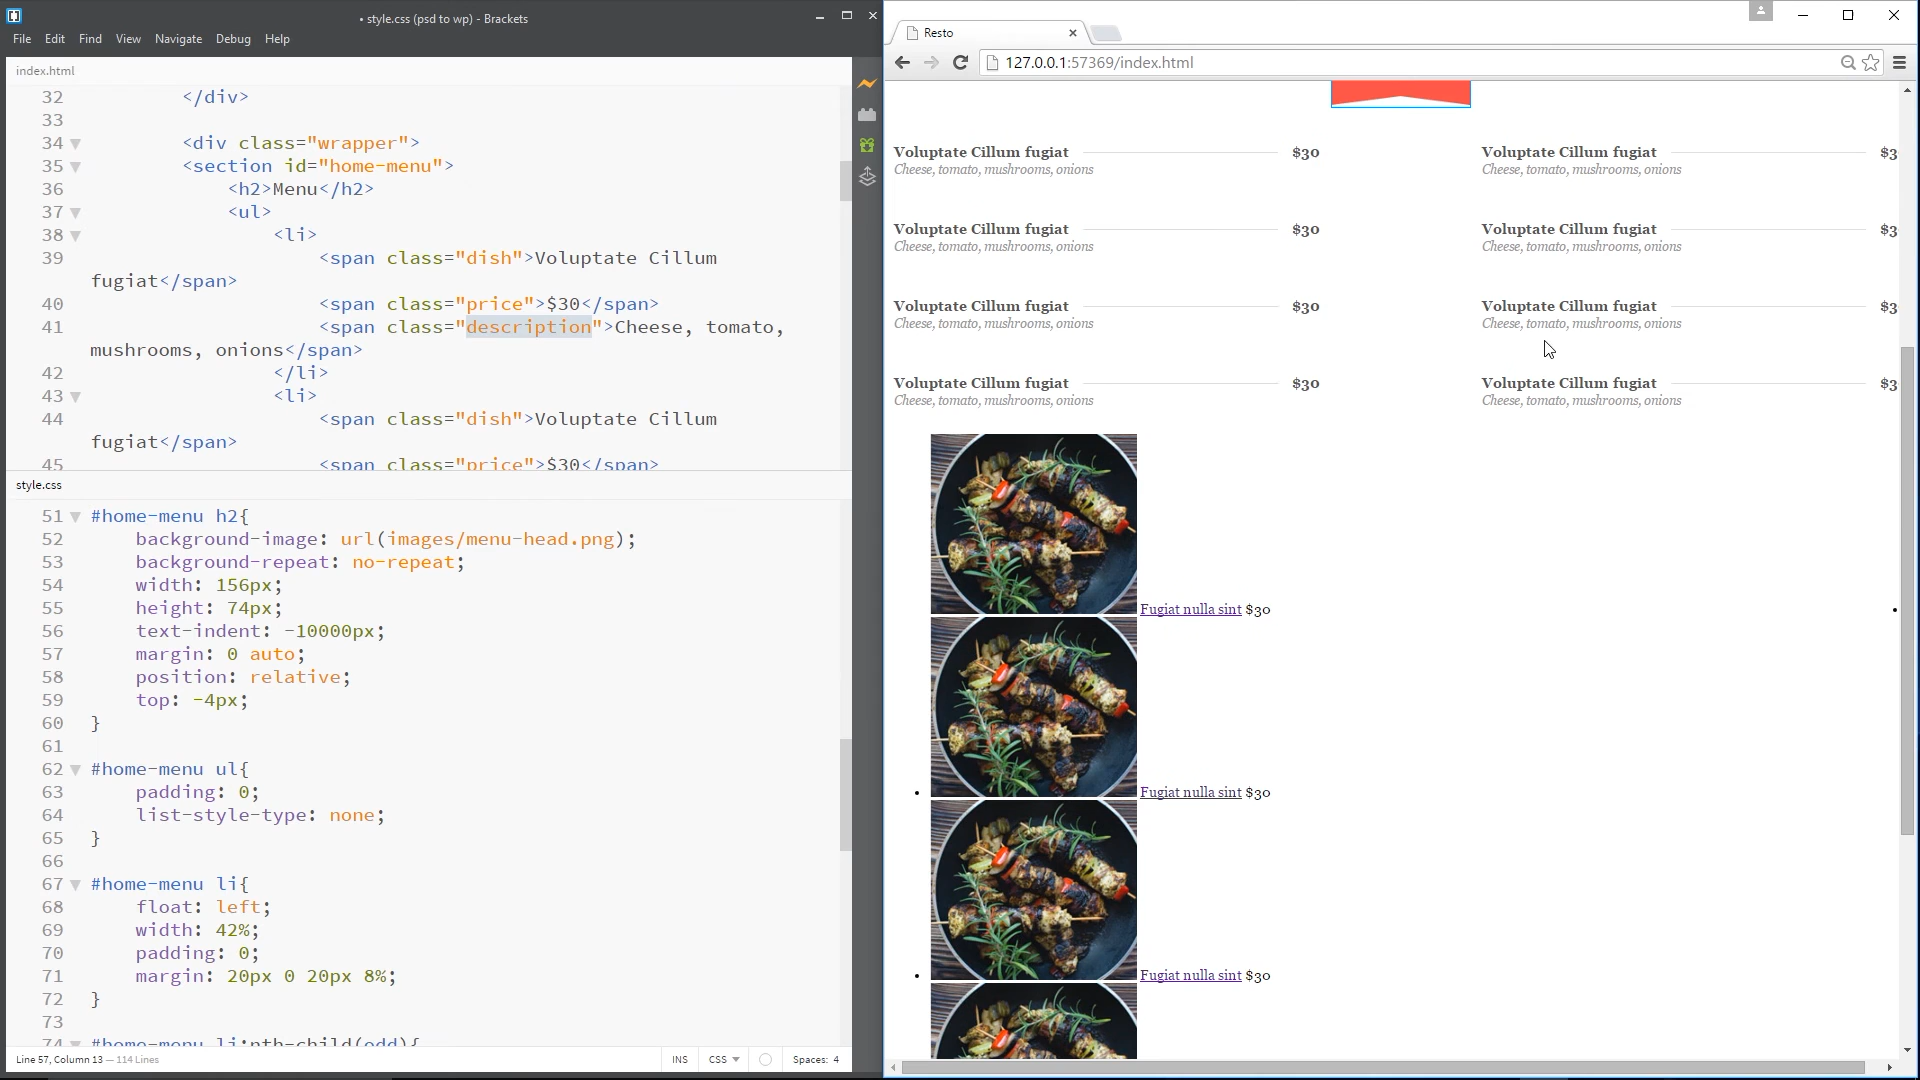 • style.css (psd to wp) - Brackets
File Edit Find View Navigate Debug Help
index.html
32 </div>
33
34 <div class="wrapper">
35 <section id="home-menu">
36 <h2>Menu</h2>
37 <ul>
38 <li>
39 <span class="dish">Voluptate Cillum
fugiat</span>
40 <span class="price">$30</span>
41 <span class="description">Cheese, tomato,
mushrooms, onions</span>
42 </li>
43 <li>
44 <span class="dish">Voluptate Cillum
fugiat</span>
45 <span class="price">$30</span>
style.css
51 #home-menu h2{
52 background-image: url(images/menu-head.png);
53 background-repeat: no-repeat;
54 width: 156px;
55 height: 74px;
56 text-indent: -10000px;
57 margin: 0 auto;
58 position: relative;
59 top: -4px;
60 }
61
62 #home-menu ul{
63 padding: 0;
64 list-style-type: none;
65 }
66
67 #home-menu li{
68 float: left;
69 width: 42%;
70 padding: 0;
71 margin: 20px 0 20px 8%;
72 }
73
74 #home-menu li:nth-child(odd){
Line 57, Column 13 — 114 Lines
INS CSS Spaces: 4
Resto
127.0.0.1:57369/index.html
Voluptate Cillum fugiat $30 Voluptate Cillum fugiat $3
Cheese, tomato, mushrooms, onions Cheese, tomato, mushrooms, onions
Voluptate Cillum fugiat $30 Voluptate Cillum fugiat $3
Cheese, tomato, mushrooms, onions Cheese, tomato, mushrooms, onions
Voluptate Cillum fugiat $30 Voluptate Cillum fugiat $3
Cheese, tomato, mushrooms, onions Cheese, tomato, mushrooms, onions
Voluptate Cillum fugiat $30 Voluptate Cillum fugiat $3
Cheese, tomato, mushrooms, onions Cheese, tomato, mushrooms, onions
Fugiat nulla sint $30
Fugiat nulla sint $30
Fugiat nulla sint $30